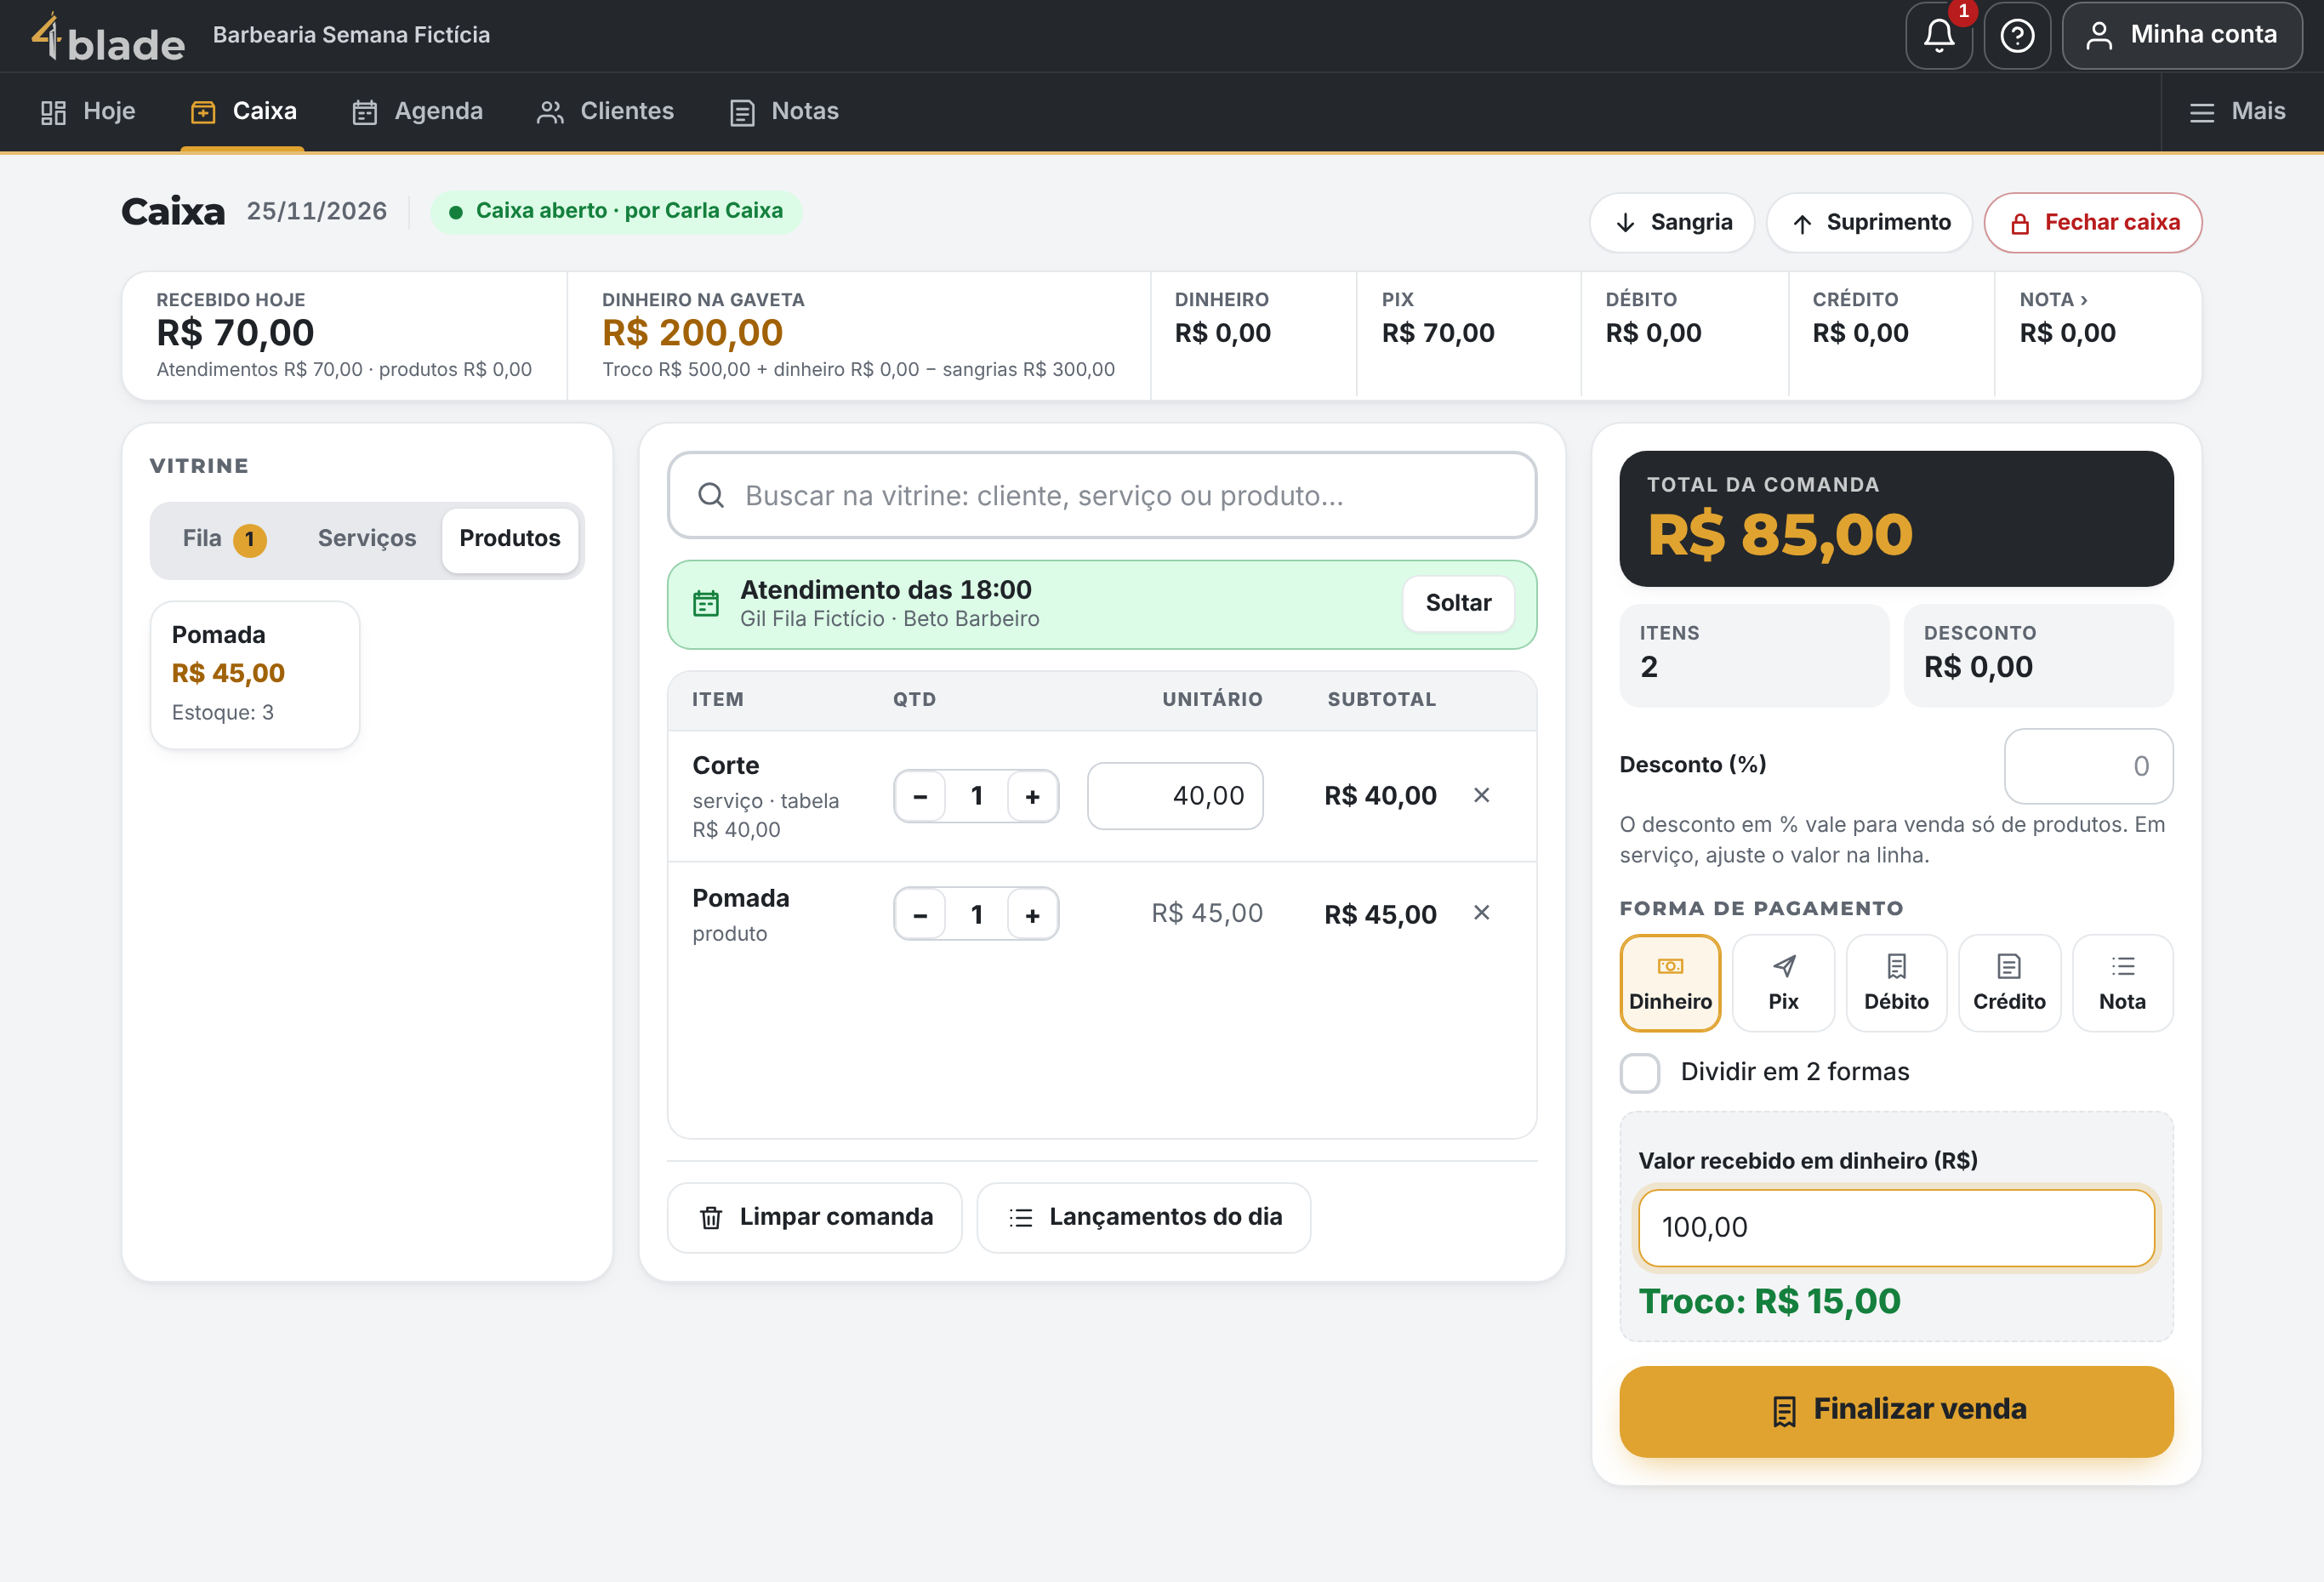 4blade
Barbearia Semana Fictícia
1
Minha conta
Hoje
Caixa
Agenda
Clientes
Notas
Mais
Caixa
25/11/2026
Caixa aberto · por Carla Caixa
Sangria
Suprimento
Fechar caixa
RECEBIDO HOJE
R$ 70,00
Atendimentos R$ 70,00 · produtos R$ 0,00
DINHEIRO NA GAVETA
R$ 200,00
Troco R$ 500,00 + dinheiro R$ 0,00 − sangrias R$ 300,00
DINHEIRO
R$ 0,00
PIX
R$ 70,00
DÉBITO
R$ 0,00
CRÉDITO
R$ 0,00
NOTA ›
R$ 0,00
VITRINE
Fila 1
Serviços
Produtos
Pomada
R$ 45,00
Estoque: 3
Buscar na vitrine: cliente, serviço ou produto...
Atendimento das 18:00
Gil Fila Fictício · Beto Barbeiro
Soltar
ITEM QTD UNITÁRIO SUBTOTAL
Corte
serviço · tabela
R$ 40,00
− 1 +
40,00
R$ 40,00
×
Pomada
produto
− 1 +
R$ 45,00
R$ 45,00
×
Limpar comanda
Lançamentos do dia
TOTAL DA COMANDA
R$ 85,00
ITENS
2
DESCONTO
R$ 0,00
Desconto (%)
0
O desconto em % vale para venda só de produtos. Em
serviço, ajuste o valor na linha.
FORMA DE PAGAMENTO
Dinheiro
Pix
Débito
Crédito
Nota
Dividir em 2 formas
Valor recebido em dinheiro (R$)
100,00
Troco: R$ 15,00
Finalizar venda